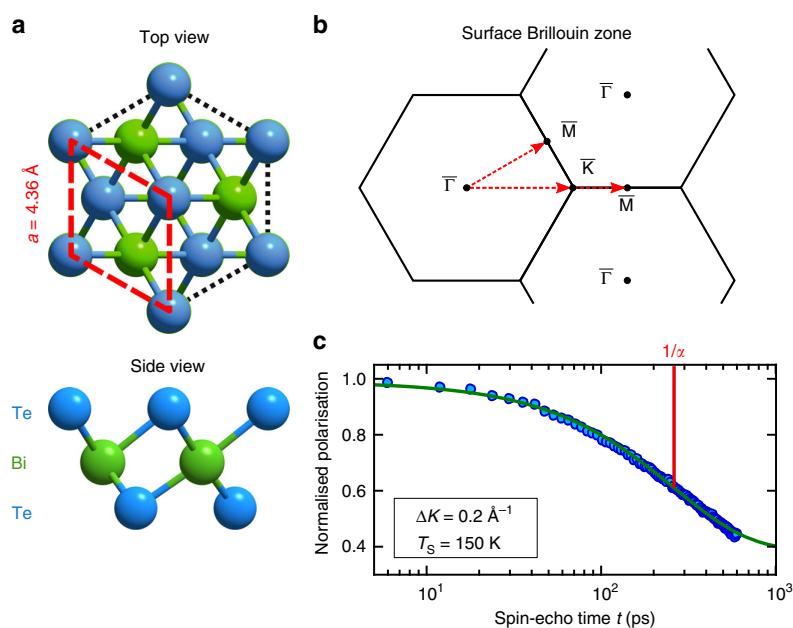 a
Top view
a = 4.36 Å
Side view
Te
Bi
Te
b
Surface Brillouin zone
Γ̅
M̅
K̅
Γ̅
M̅
Γ̅
c
1/α
Normalised polarisation
1.0
0.8
0.6
0.4
ΔK = 0.2 Å⁻¹
T_S = 150 K
10¹
10²
10³
Spin-echo time t (ps)